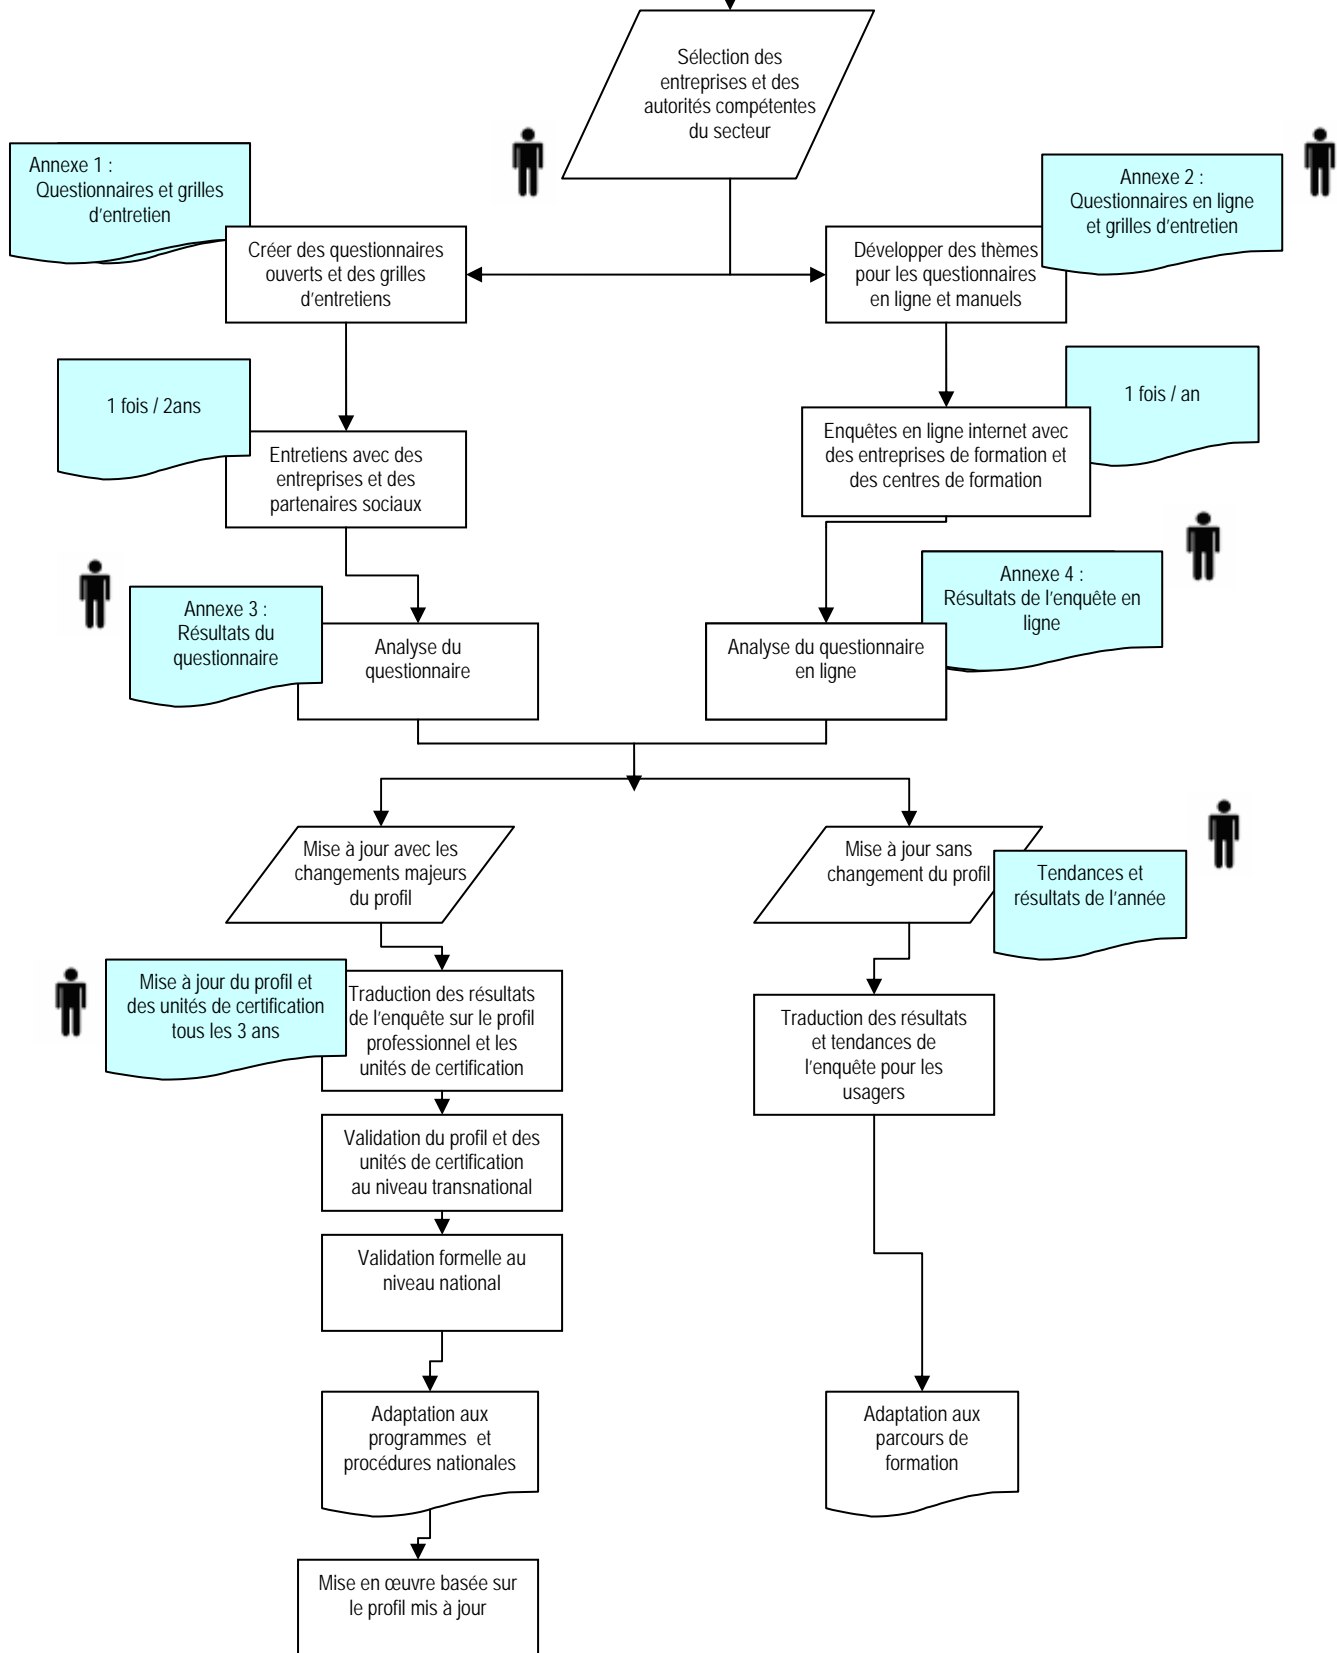 Sélection des
entreprises et des
autorités compétentes
du secteur
Annexe 1 :
Questionnaires et grilles
d'entretien
Annexe 2 :
Questionnaires en ligne
et grilles d'entretien
Créer des questionnaires
ouverts et des grilles
d'entretiens
Développer des thèmes
pour les questionnaires
en ligne et manuels
1 fois / 2ans
1 fois / an
Entretiens avec des
entreprises et des
partenaires sociaux
Enquêtes en ligne internet avec
des entreprises de formation et
des centres de formation
Annexe 3 :
Résultats du
questionnaire
Analyse du
questionnaire
Annexe 4 :
Résultats de l'enquête en
ligne
Analyse du questionnaire
en ligne
Mise à jour avec les
changements majeurs
du profil
Mise à jour sans
changement du profil
Tendances et
résultats de l'année
Mise à jour du profil et
des unités de certification
tous les 3 ans
Traduction des résultats
de l'enquête sur le profil
professionnel et les
unités de certification
Traduction des résultats
et tendances de
l'enquête pour les
usagers
Validation du profil et des
unités de certification
au niveau transnational
Validation formelle au
niveau national
Adaptation aux
programmes et
procédures nationales
Adaptation aux
parcours de
formation
Mise en œuvre basée sur
le profil mis à jour